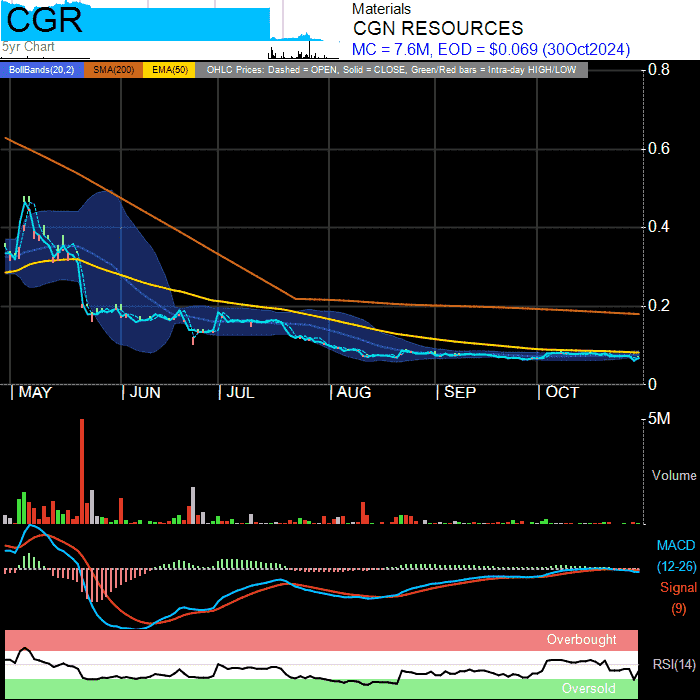 CGR
5yr Chart
Materials
CGN RESOURCES
MC = 7.6M, EOD = $0.069 (30Oct2024)
BollBands(20,2) SMA(200) EMA(50) OHLC Prices: Dashed = OPEN, Solid = CLOSE, Green/Red bars = Intra-day HIGH/LOW
0.8
0.6
0.4
0.2
0
MAY JUN JUL AUG SEP OCT
5M
Volume
MACD
(12-26)
Signal
(9)
Overbought
RSI(14)
Oversold